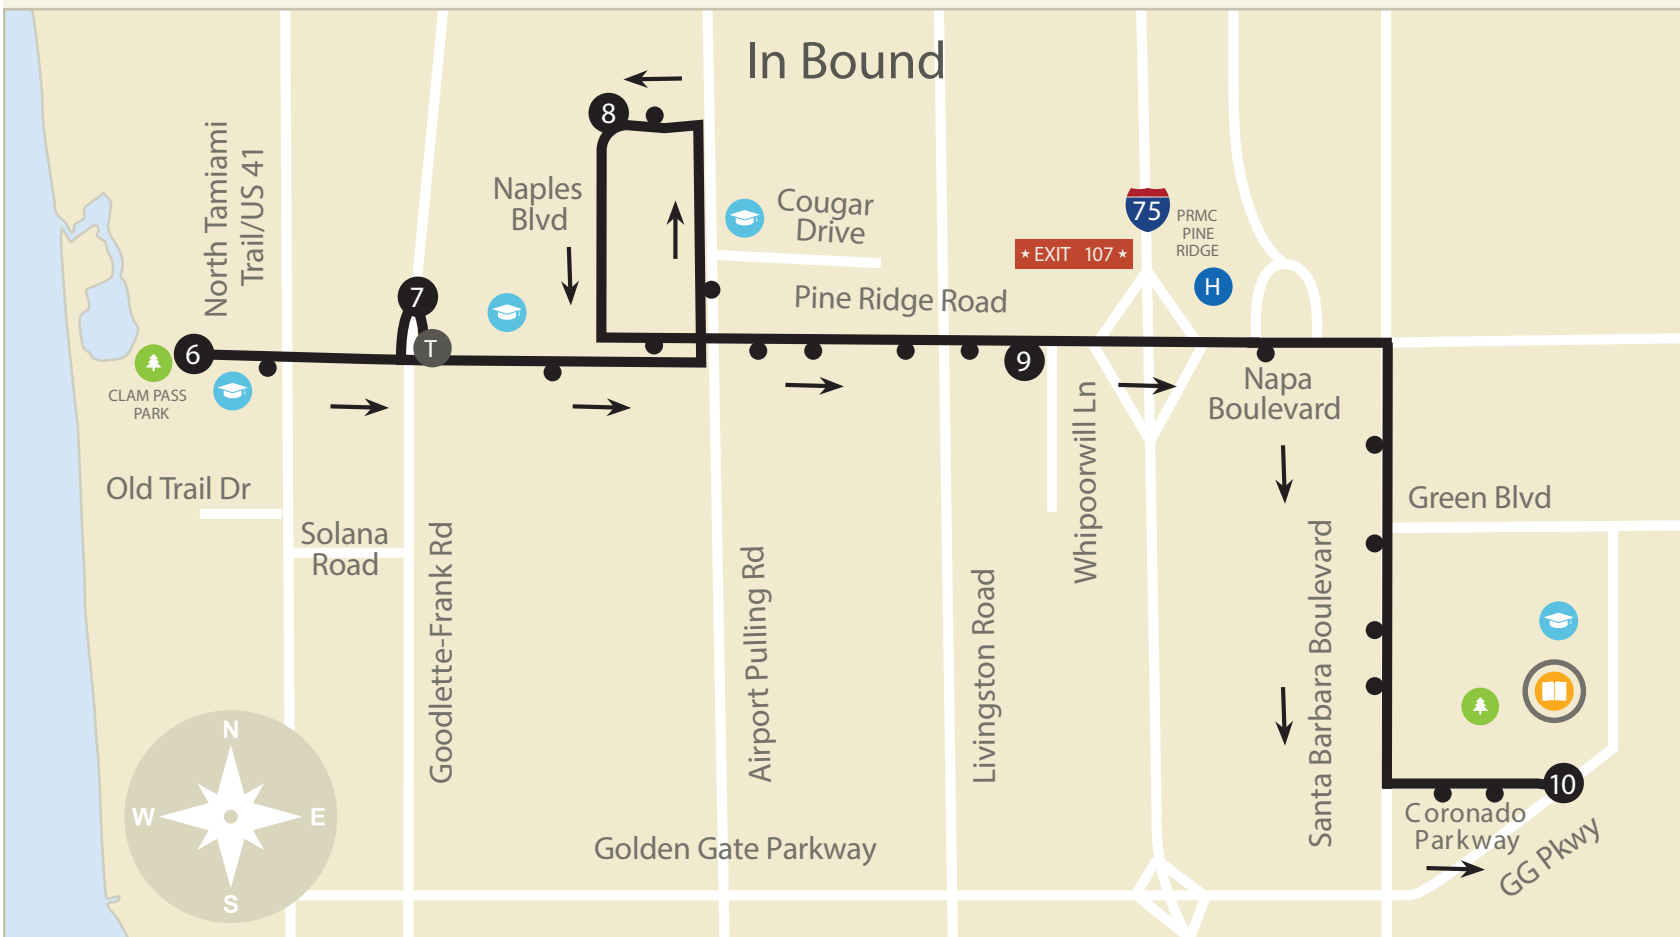 In Bound
8
North Tamiami
Trail/US 41
Naples
Blvd
Cougar
Drive
75
PRMC
PINE
RIDGE
EXIT 107
H
7
Pine Ridge Road
T
6
9
CLAM PASS
PARK
Napa
Boulevard
Old Trail Dr
Solana
Road
Goodlette-Frank Rd
Airport Pulling Rd
Livingston Road
Whipoorwill Ln
Santa Barbara Boulevard
Green Blvd
N
W
E
S
10
Coronado
Parkway
GG Pkwy
Golden Gate Parkway